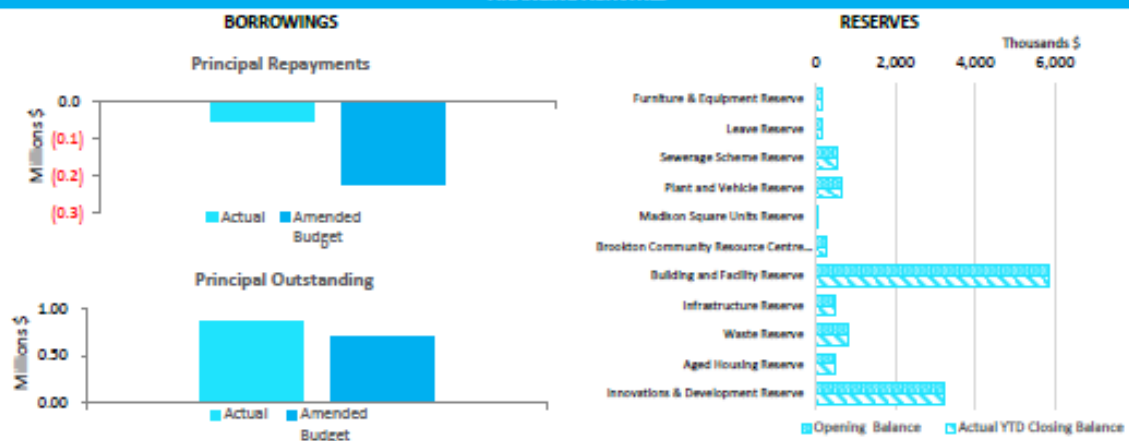 BORROWINGS
Principal Repayments
Millions $
0.0
(0.1)
(0.2)
(0.3)
Actual
Amended
Budget
Principal Outstanding
Millions $
1.00
0.50
0.00
Actual
Amended
Budget
RESERVES
Thousands $
0 2,000 4,000 6,000
Furniture & Equipment Reserve
Leave Reserve
Sewerage Scheme Reserve
Plant and Vehicle Reserve
Madison Square Units Reserve
Brookton Community Resource Centre...
Building and Facility Reserve
Infrastructure Reserve
Waste Reserve
Aged Housing Reserve
Innovations & Development Reserve
Opening Balance
Actual YTD Closing Balance